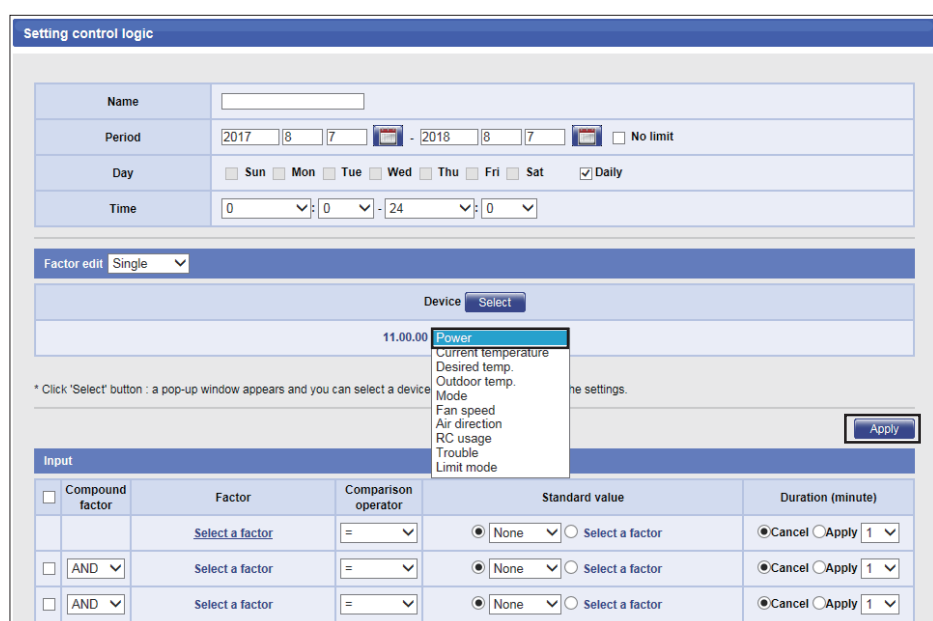 Setting control logic
Name
Period 2017 8 7 - 2018 8 7 No limit
Day Sun Mon Tue Wed Thu Fri Sat Daily
Time 0 : 0 - 24 : 0
Factor edit Single
Device Select
11.00.00 Power
Current temperature
Desired temp.
Outdoor temp.
Mode
Fan speed
Air direction
RC usage
Trouble
Limit mode
* Click 'Select' button : a pop-up window appears and you can select a device he settings.
Apply
Input
Compound factor Factor Comparison operator Standard value Duration (minute)
Select a factor = None Select a factor Cancel Apply 1
AND Select a factor = None Select a factor Cancel Apply 1
AND Select a factor = None Select a factor Cancel Apply 1